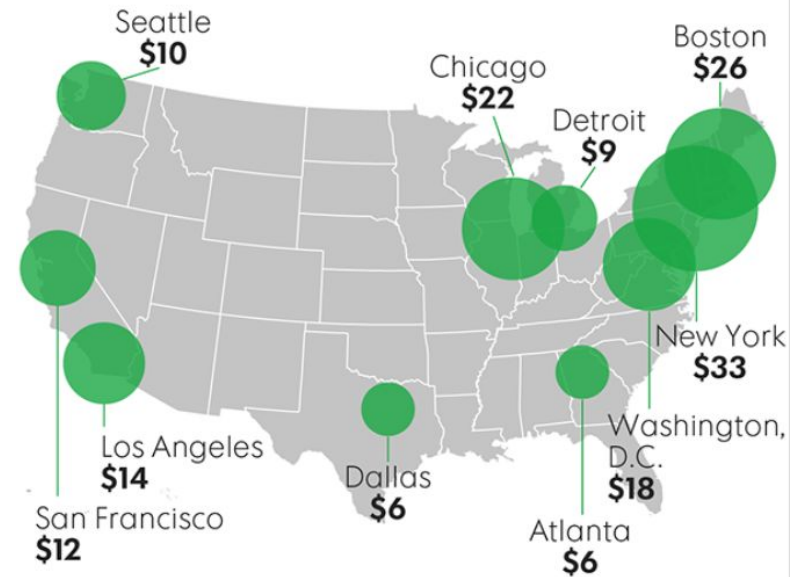 Seattle
$10
Boston
$26
Chicago
$22
Detroit
$9
New York
$33
Washington,
D.C.
$18
Los Angeles
$14
Dallas
$6
San Francisco
$12
Atlanta
$6